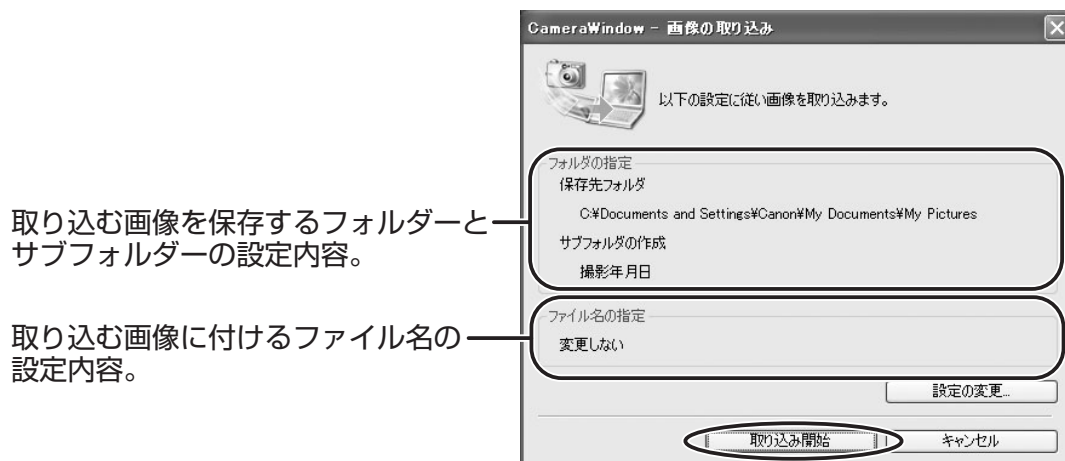 CameraWindow - 画像の取り込み
以下の設定に従い画像を取り込みます。
フォルダの指定
保存先フォルダ
C:¥Documents and Settings¥Canon¥My Documents¥My Pictures
サブフォルダの作成
撮影年月日
取り込む画像を保存するフォルダーと
サブフォルダーの設定内容。
ファイル名の指定
変更しない
取り込む画像に付けるファイル名の
設定内容。
設定の変更...
取り込み開始
キャンセル